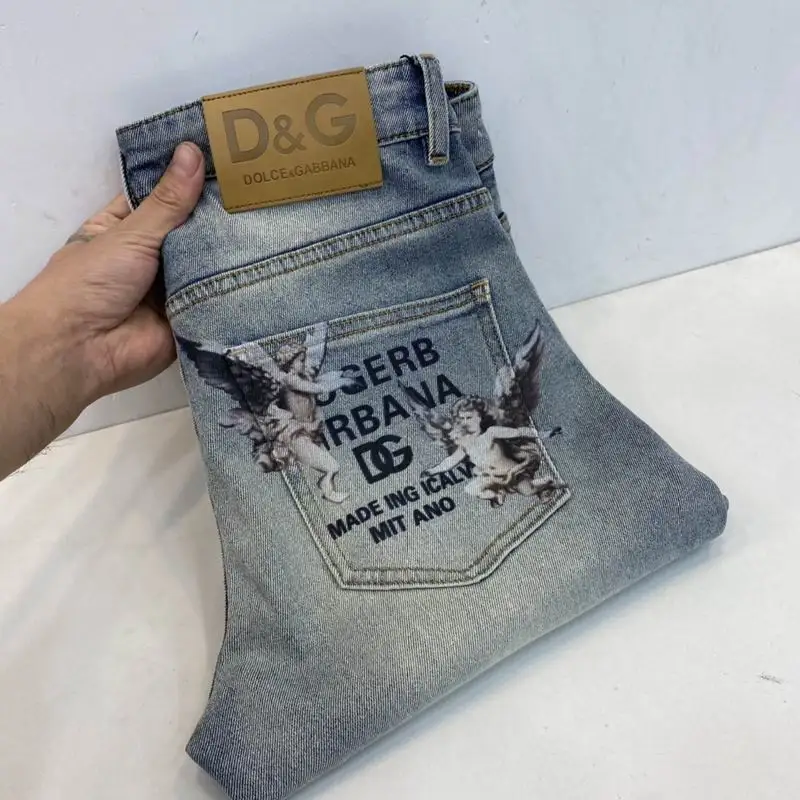 D&G
DOLCE&GABBANA
GERB
RBANA
DG
MADE ING ICALY
MIT ANO